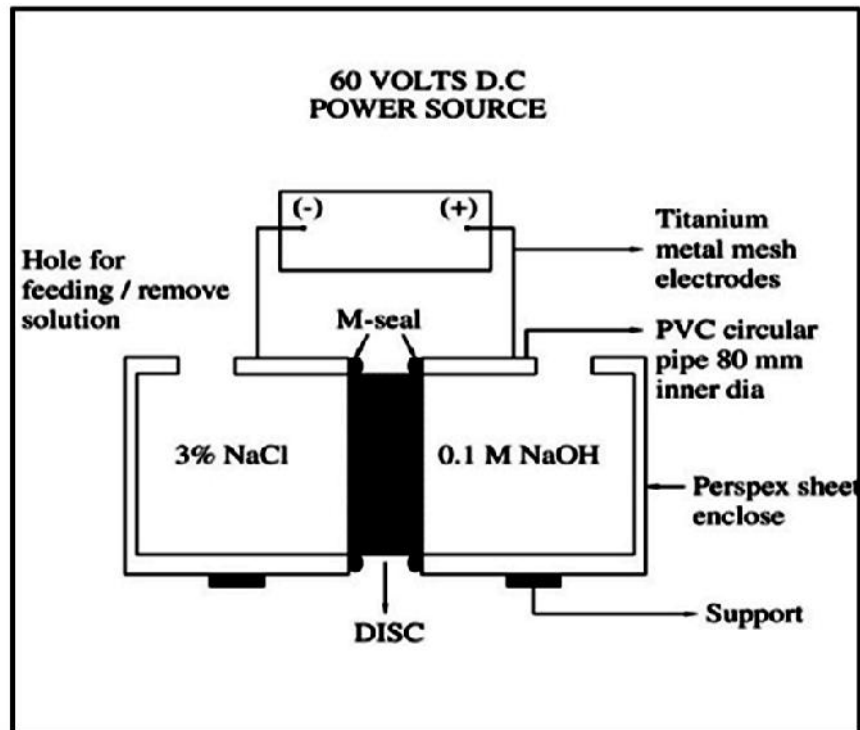 60 VOLTS D.C
POWER SOURCE
(-)
(+)
Titanium
metal mesh
electrodes
Hole for
feeding / remove
solution
M-seal
PVC circular
pipe 80 mm
inner dia
3% NaCl
0.1 M NaOH
Perspex sheet
enclose
DISC
Support